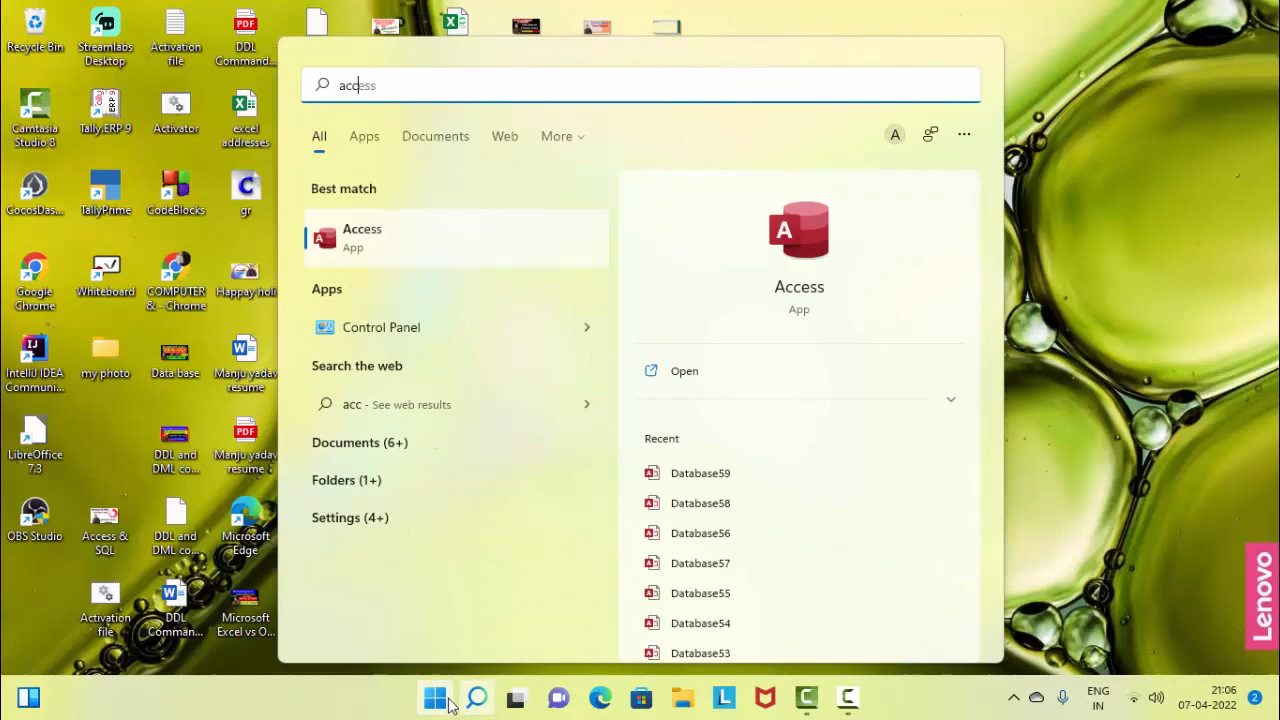 Recycle Bin
Streamlabs
Desktop
Activation
file
DDL
Command...
Camtasia
Studio 8
Tally.ERP 9
Activator
excel
addresses
CocosDas...
TallyPrime
CodeBlocks
gr
Google
Chrome
Whiteboard
COMPUTER
& - Chrome
Happay holi
IntelliJ IDEA
Communi...
my photo
Data base
Manju yadav
resume
LibreOffice
7.3
DDL and
DML co...
Manju.yadav
resume
OBS Studio
Access &
SQL
DDL and
DML co...
Microsoft
Edge
Activation
file
DDL
Comman...
Microsoft
Excel vs O...
access
All
Apps
Documents
Web
More
A
Best match
Access
App
Apps
Control Panel
Search the web
acc - See web results
Documents (6+)
Folders (1+)
Settings (4+)
A
Access
App
Open
Recent
Database59
Database58
Database56
Database57
Database55
Database54
Database53
Lenovo
ENG
IN
21:06
07-04-2022
2